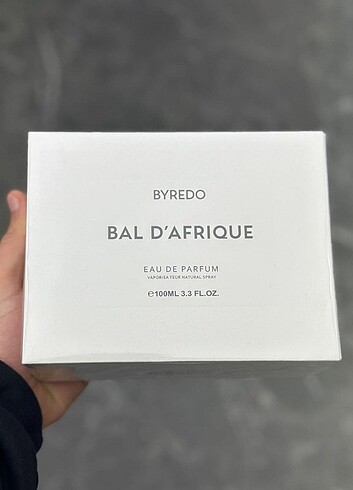 BYREDO
BAL D'AFRIQUE
EAU DE PARFUM
VAPORISATEUR NATURAL SPRAY
℮100ML 3.3 FL.OZ.